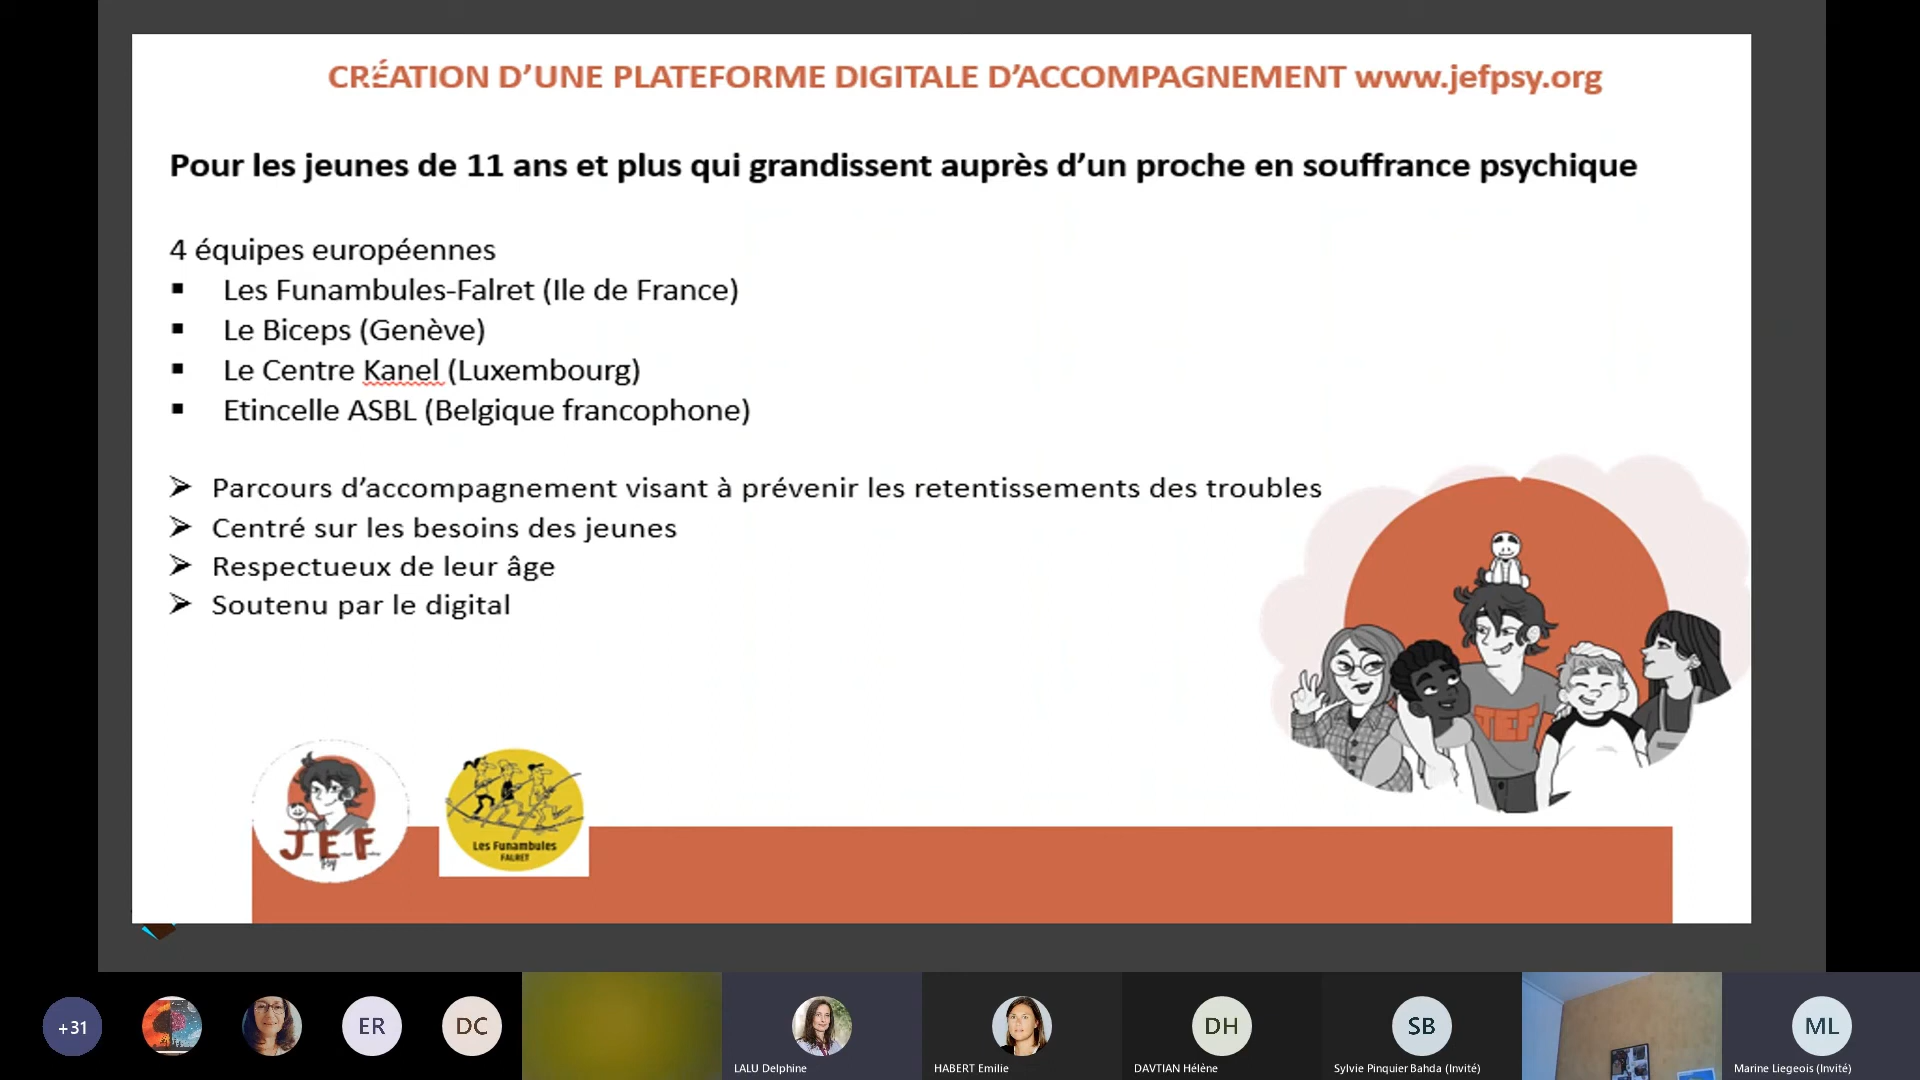 CRÉATION D’UNE PLATEFORME DIGITALE D’ACCOMPAGNEMENT www.jefpsy.org
Pour les jeunes de 11 ans et plus qui grandissent auprès d’un proche en souffrance psychique
4 équipes européennes
▪ Les Funambules-Falret (Ile de France)
▪ Le Biceps (Genève)
▪ Le Centre Kanel (Luxembourg)
▪ Etincelle ASBL (Belgique francophone)
➢ Parcours d’accompagnement visant à prévenir les retentissements des troubles
➢ Centré sur les besoins des jeunes
➢ Respectueux de leur âge
➢ Soutenu par le digital
JEF
JEF
psy
Les Funambules
FALRET
+31
ER
DC
DH
SB
ML
LALU Delphine
HABERT Emilie
DAVTIAN Hélène
Sylvie Pinquier Bahda (Invité)
Marine Liegeois (Invité)